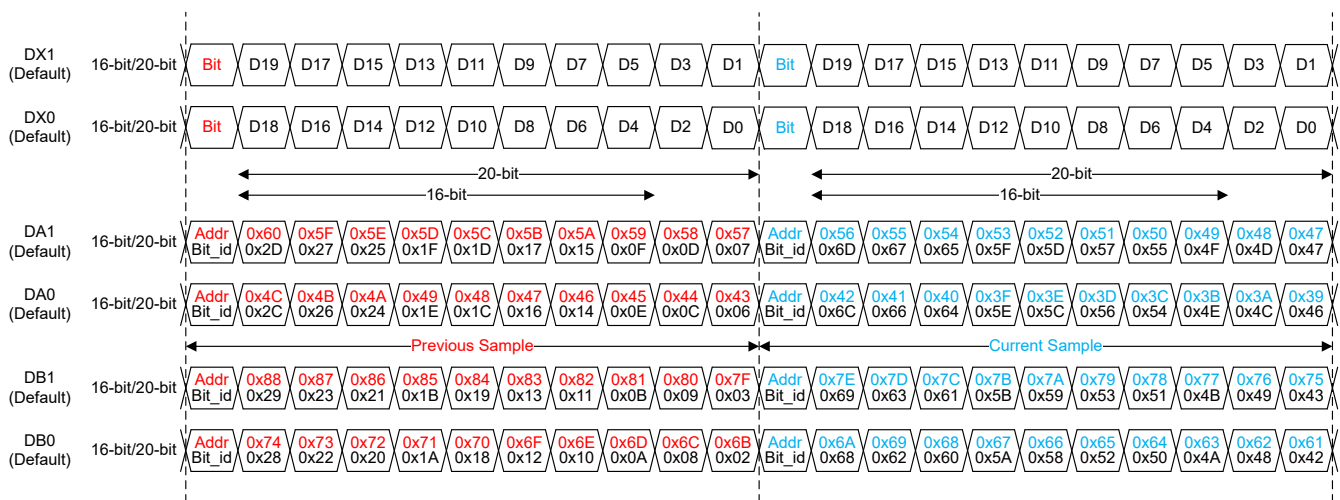 DX1 (Default) 16-bit/20-bit Bit D19 D17 D15 D13 D11 D9 D7 D5 D3 D1 Bit D19 D17 D15 D13 D11 D9 D7 D5 D3 D1
DX0 (Default) 16-bit/20-bit Bit D18 D16 D14 D12 D10 D8 D6 D4 D2 D0 Bit D18 D16 D14 D12 D10 D8 D6 D4 D2 D0
20-bit 20-bit
16-bit 16-bit
DA1 16-bit/20-bit Addr 0x60 0x5F 0x5E 0x5D 0x5C 0x5B 0x5A 0x59 0x58 0x57 Addr 0x56 0x55 0x54 0x53 0x52 0x51 0x50 0x49 0x48 0x47
(Default) Bit_id 0x2D 0x27 0x25 0x1F 0x1D 0x17 0x15 0x0F 0x0D 0x07 Bit_id 0x6D 0x67 0x65 0x5F 0x5D 0x57 0x55 0x4F 0x4D 0x47
DA0 16-bit/20-bit Addr 0x4C 0x4B 0x4A 0x49 0x48 0x47 0x46 0x45 0x44 0x43 Addr 0x42 0x41 0x40 0x3F 0x3E 0x3D 0x3C 0x3B 0x3A 0x39
(Default) Bit_id 0x2C 0x26 0x24 0x1E 0x1C 0x16 0x14 0x0E 0x0C 0x06 Bit_id 0x6C 0x66 0x64 0x5E 0x5C 0x56 0x54 0x4E 0x4C 0x46
Previous Sample Current Sample
DB1 16-bit/20-bit Addr 0x88 0x87 0x86 0x85 0x84 0x83 0x82 0x81 0x80 0x7F Addr 0x7E 0x7D 0x7C 0x7B 0x7A 0x79 0x78 0x77 0x76 0x75
(Default) Bit_id 0x29 0x23 0x21 0x1B 0x19 0x13 0x11 0x0B 0x09 0x03 Bit_id 0x69 0x63 0x61 0x5B 0x59 0x53 0x51 0x4B 0x49 0x43
DB0 16-bit/20-bit Addr 0x74 0x73 0x72 0x71 0x70 0x6F 0x6E 0x6D 0x6C 0x6B Addr 0x6A 0x69 0x68 0x67 0x66 0x65 0x64 0x63 0x62 0x61
(Default) Bit_id 0x28 0x22 0x20 0x1A 0x18 0x12 0x10 0x0A 0x08 0x02 Bit_id 0x68 0x62 0x60 0x5A 0x58 0x52 0x50 0x4A 0x48 0x42